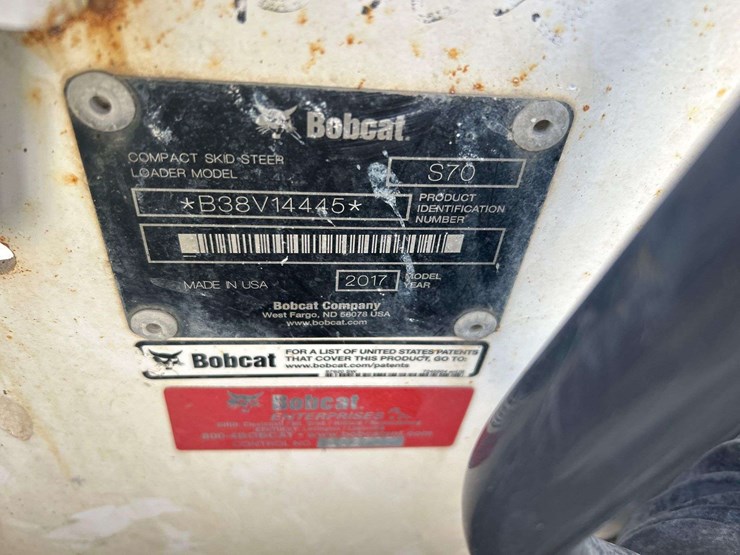 Bobcat.
COMPACT SKID-STEER
LOADER MODEL
S70
*B38V14445*
PRODUCT
IDENTIFICATION
NUMBER
MADE IN USA
2017
MODEL
YEAR
Bobcat Company
West Fargo, ND 58078 USA
www.bobcat.com
Bobcat
FOR A LIST OF UNITED STATES PATENTS
THAT COVER THIS PRODUCT, GO TO:
www.bobcat.com/patents
Bobcat.
ENTERPRISES
CONTROL NO.